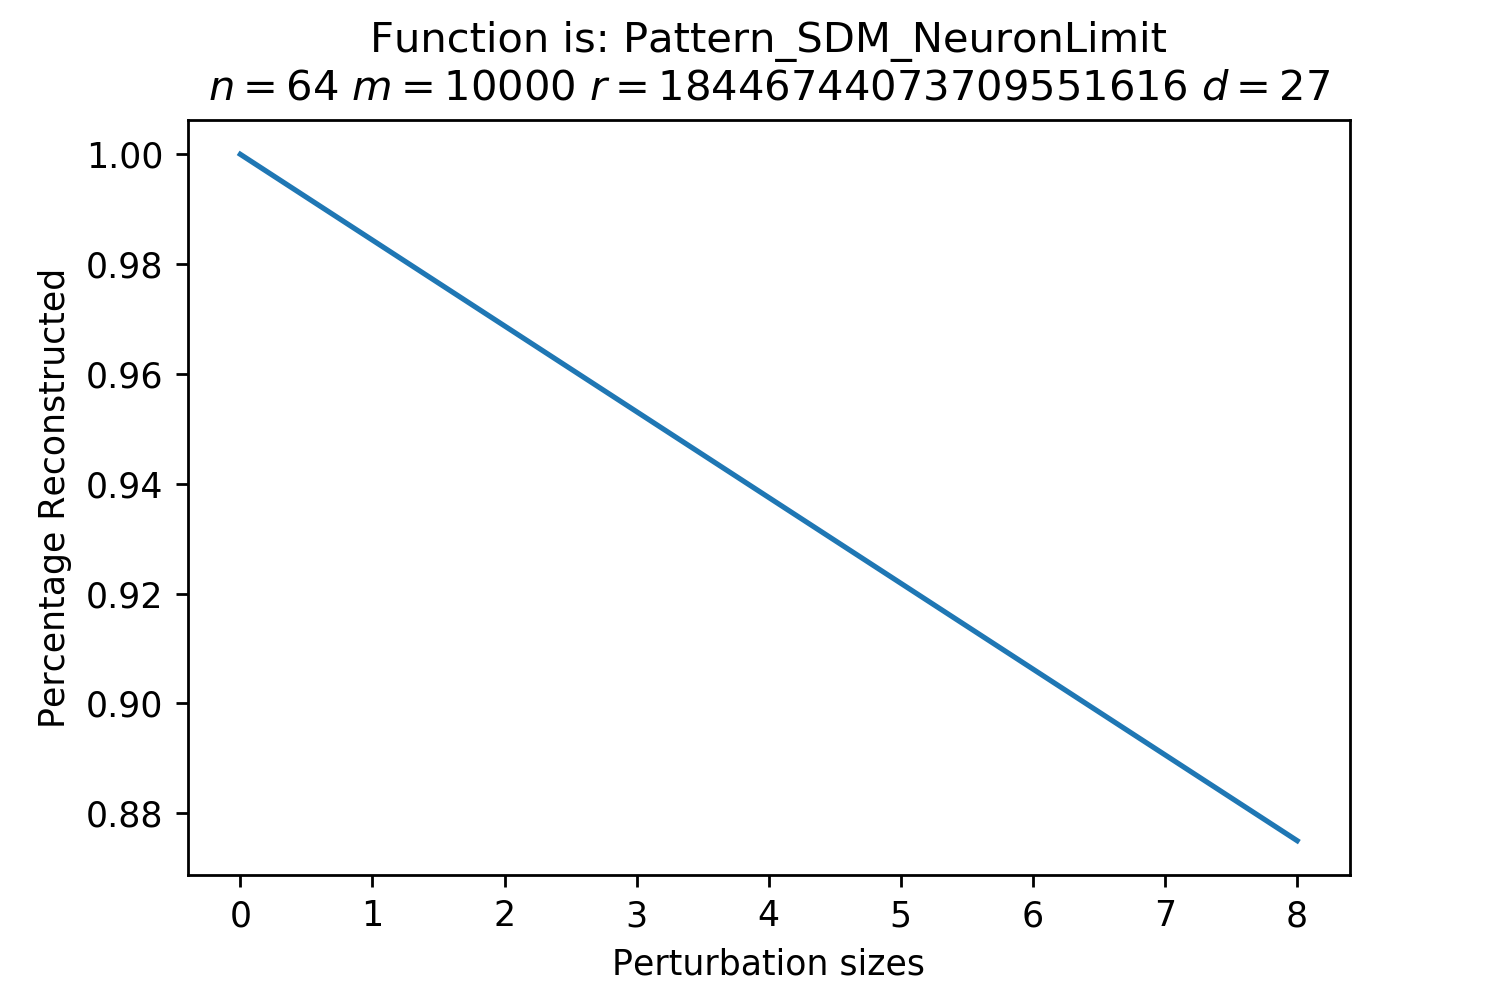 Function is: Pattern_SDM_NeuronLimit
n = 64 m = 10000 r = 18446744073709551616 d = 27
1.00
0.98
0.96
0.94
0.92
0.90
0.88
Percentage Reconstructed
0 1 2 3 4 5 6 7 8
Perturbation sizes